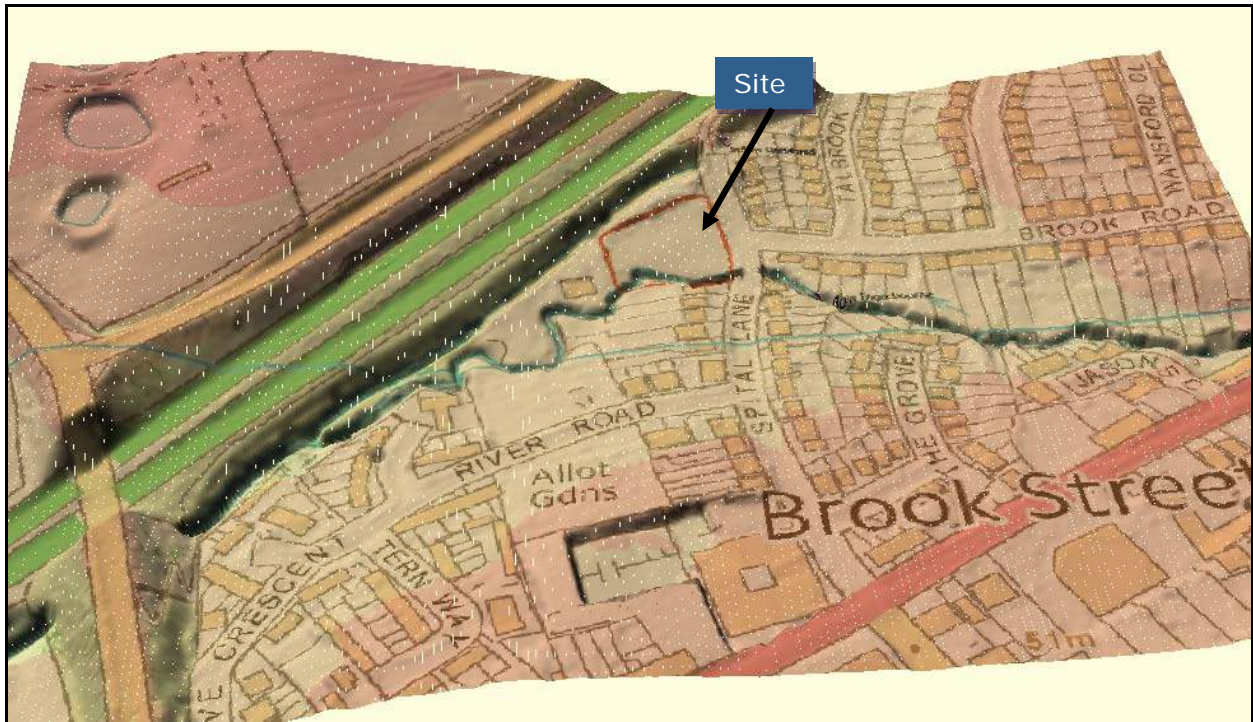 Site
TALBROOK
WANSFORD CL
BROOK ROAD
SPITAL LANE
THE GROVE
JASON
RIVER ROAD
Allot
Gdns
Brook Street
CRESCENT
TERN WAY
51m